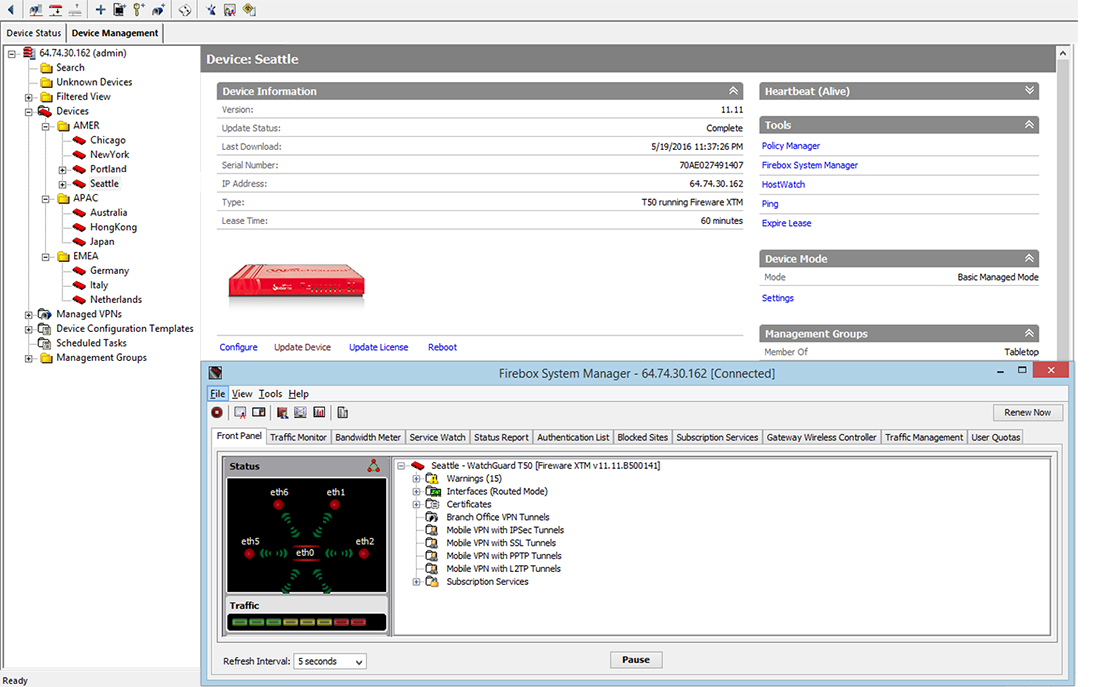 Device Status Device Management
64.74.30.162 (admin)
Search
Unknown Devices
Filtered View
Devices
AMER
Chicago
NewYork
Portland
Seattle
APAC
Australia
HongKong
Japan
EMEA
Germany
Italy
Netherlands
Managed VPNs
Device Configuration Templates
Scheduled Tasks
Management Groups
Device: Seattle
Device Information
Version: 11.11
Update Status: Complete
Last Download: 5/19/2016 11:37:26 PM
Serial Number: 70AE027491407
IP Address: 64.74.30.162
Type: T50 running Fireware XTM
Lease Time: 60 minutes
Configure Update Device Update License Reboot
Heartbeat (Alive)
Tools
Policy Manager
Firebox System Manager
HostWatch
Ping
Expire Lease
Device Mode
Mode Basic Managed Mode
Settings
Management Groups
Member Of Tabletop
Firebox System Manager - 64.74.30.162 [Connected]
File View Tools Help
Renew Now
Front Panel Traffic Monitor Bandwidth Meter Service Watch Status Report Authentication List Blocked Sites Subscription Services Gateway Wireless Controller Traffic Management User Quotas
Status
eth6 eth1
eth5 eth0 eth2
Traffic
Seattle - WatchGuard T50 [Fireware XTM v11.11.B500141]
Warnings (15)
Interfaces (Routed Mode)
Certificates
Branch Office VPN Tunnels
Mobile VPN with IPSec Tunnels
Mobile VPN with SSL Tunnels
Mobile VPN with PPTP Tunnels
Mobile VPN with L2TP Tunnels
Subscription Services
Refresh Interval: 5 seconds
Pause
Ready